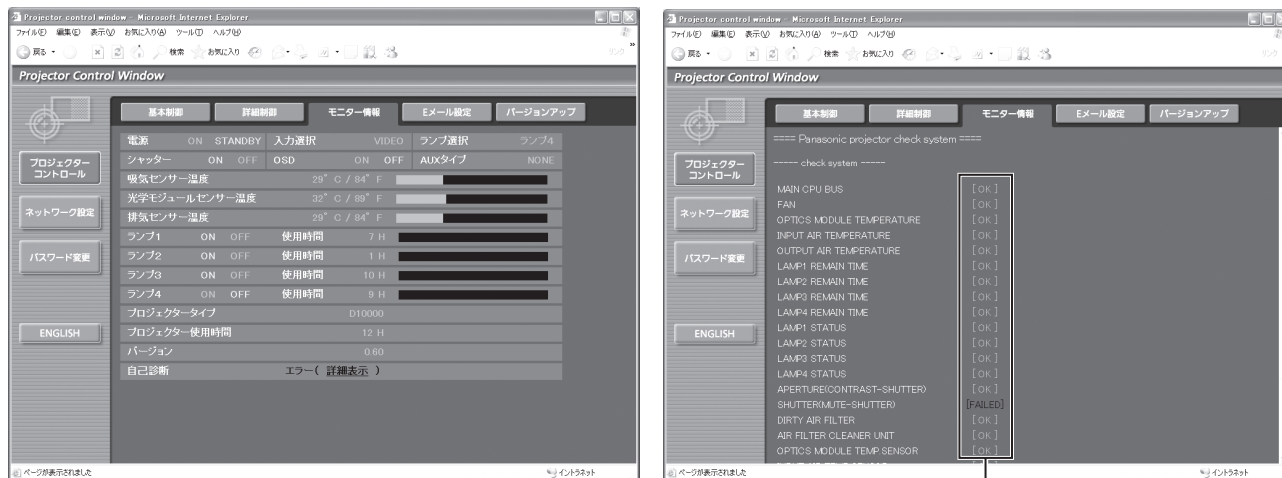 Projector control window - Microsoft Internet Explorer
ファイル(F) 編集(E) 表示(V) お気に入り(A) ツール(T) ヘルプ(H)
戻る 検索 お気に入り リンク »
Projector Control Window
基本制御 詳細制御 モニター情報 Eメール設定 バージョンアップ
プロジェクター
コントロール
ネットワーク設定
パスワード変更
ENGLISH
電源 ON STANDBY 入力選択 VIDEO ランプ選択 ランプ4
シャッター ON OFF OSD ON OFF AUXタイプ NONE
吸気センサー温度 29° C / 84° F
光学モジュールセンサー温度 32° C / 89° F
排気センサー温度 29° C / 84° F
ランプ1 ON OFF 使用時間 7 H
ランプ2 ON OFF 使用時間 1 H
ランプ3 ON OFF 使用時間 10 H
ランプ4 ON OFF 使用時間 9 H
プロジェクタータイプ D10000
プロジェクター使用時間 12 H
バージョン 0.60
自己診断 エラー( 詳細表示 )
ページが表示されました イントラネット
Projector control window - Microsoft Internet Explorer
ファイル(F) 編集(E) 表示(V) お気に入り(A) ツール(T) ヘルプ(H)
戻る 検索 お気に入り リンク
Projector Control Window
基本制御 詳細制御 モニター情報 Eメール設定 バージョンアップ
プロジェクター
コントロール
ネットワーク設定
パスワード変更
ENGLISH
==== Panasonic projector check system ====
----- check system -----
MAIN CPU BUS [ OK ]
FAN [ OK ]
OPTICS MODULE TEMPERATURE [ OK ]
INPUT AIR TEMPERATURE [ OK ]
OUTPUT AIR TEMPERATURE [ OK ]
LAMP1 REMAIN TIME [ OK ]
LAMP2 REMAIN TIME [ OK ]
LAMP3 REMAIN TIME [ OK ]
LAMP4 REMAIN TIME [ OK ]
LAMP1 STATUS [ OK ]
LAMP2 STATUS [ OK ]
LAMP3 STATUS [ OK ]
LAMP4 STATUS [ OK ]
APERTURE(CONTRAST-SHUTTER) [ OK ]
SHUTTER(MUTE-SHUTTER) [FAILED]
DIRTY AIR FILTER [ OK ]
AIR FILTER CLEANER UNIT [ OK ]
OPTICS MODULE TEMP.SENSOR [ OK ]
ページが表示されました イントラネット